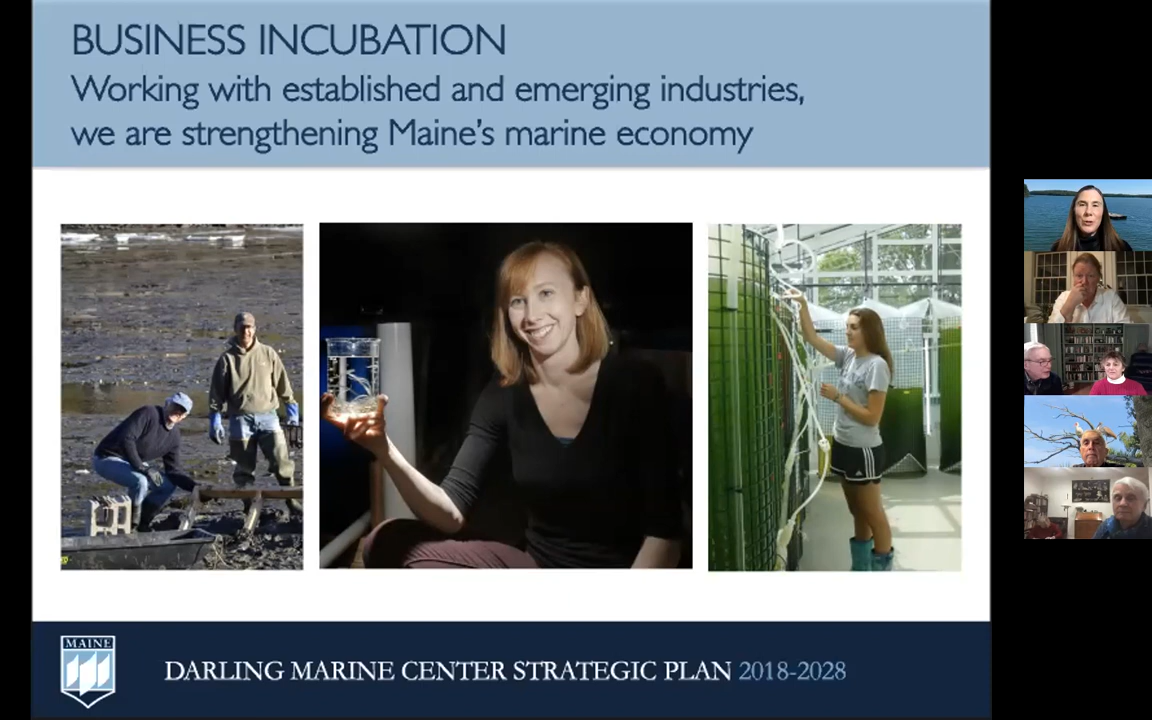 BUSINESS INCUBATION
Working with established and emerging industries,
we are strengthening Maine's marine economy
MAINE
DARLING MARINE CENTER STRATEGIC PLAN 2018-2028